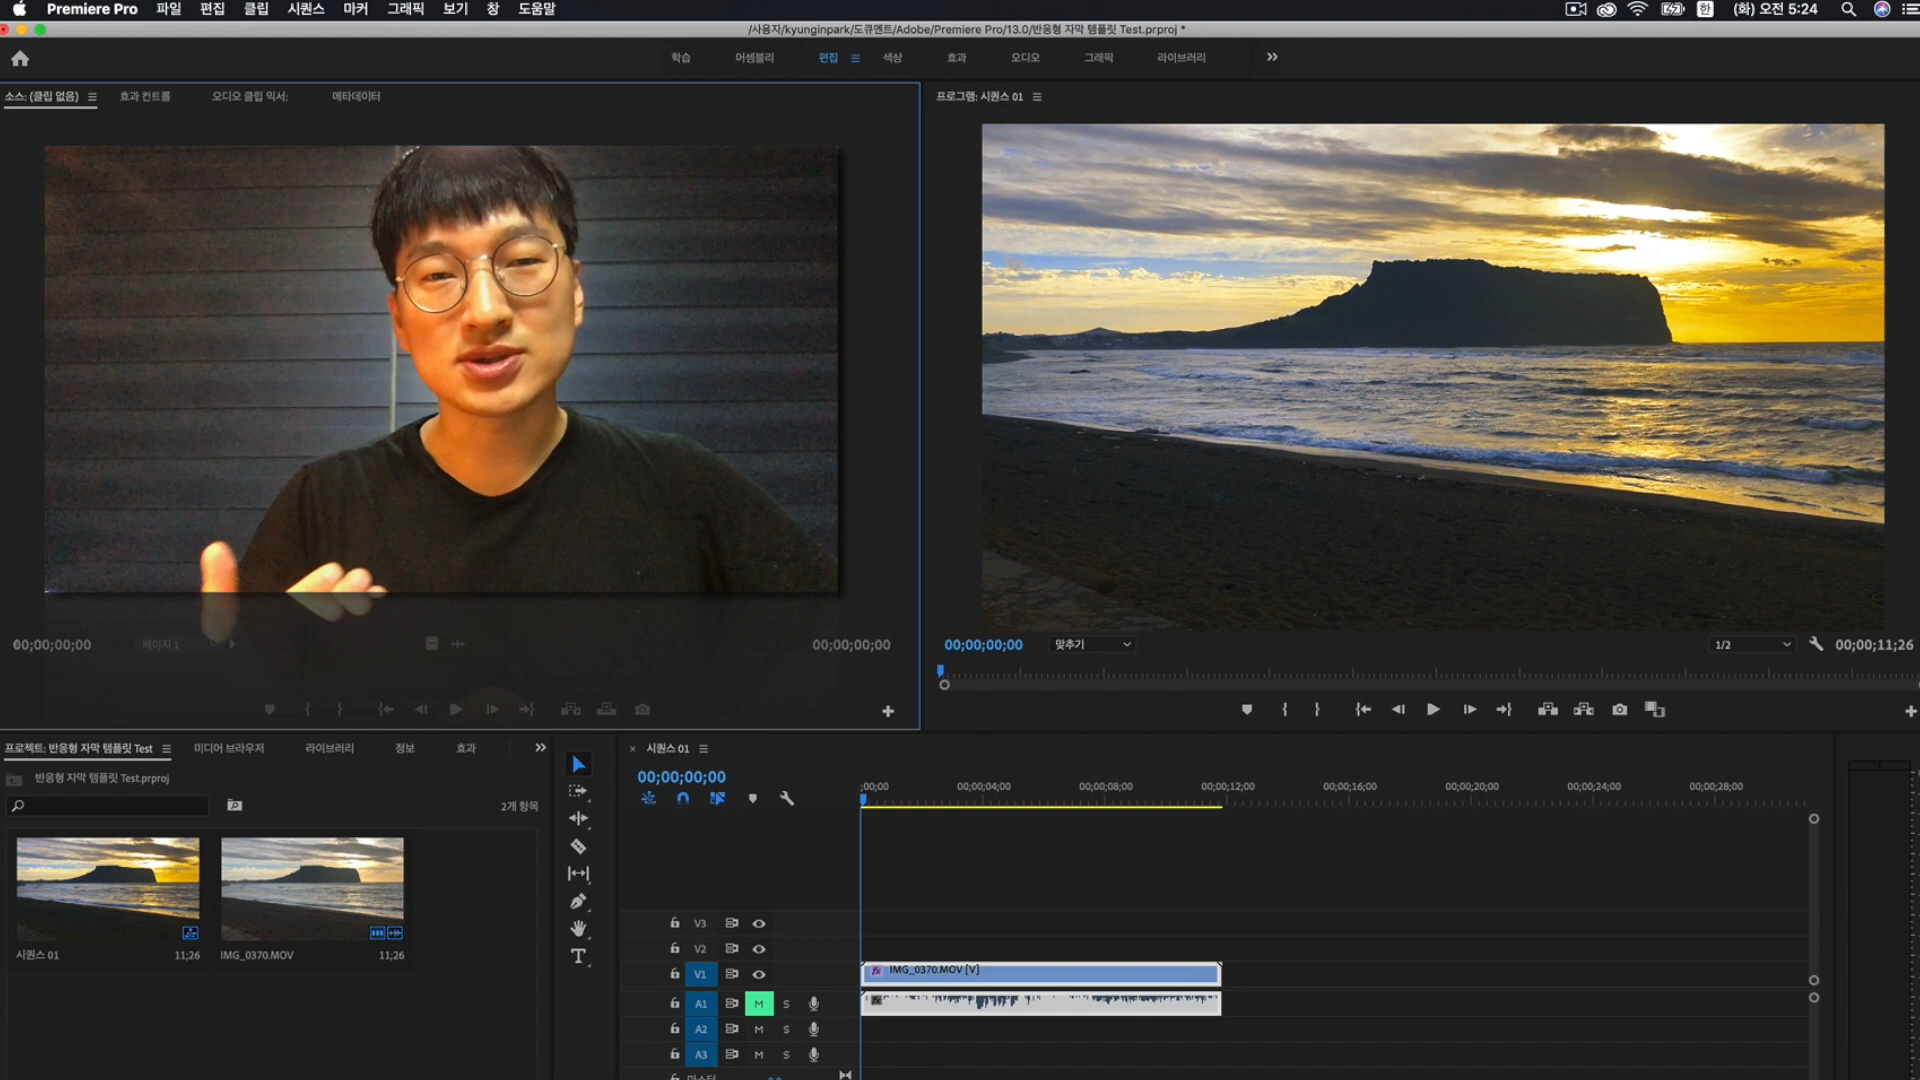 Premiere Pro 파일 편집 클립 시퀀스 마커 그래픽 보기 창 도움말 한 (화) 오전 5:24
/사용자/kyunginpark/도큐멘트/Adobe/Premiere Pro/13.0/반응형 자막 템플릿 Test.prproj *
학습 어셈블리 편집 색상 효과 오디오 그래픽 라이브러리
소스: (클립 없음) 효과 컨트롤 오디오 클립 믹서: 메타데이터
프로그램: 시퀀스 01
00;00;00;00 페이지 1 00;00;00;00
00;00;00;00 맞추기 1/2 00;00;11;26
프로젝트: 반응형 자막 템플릿 Test 미디어 브라우저 라이브러리 정보 효과
반응형 자막 템플릿 Test.prproj
2개 항목
시퀀스 01 11;26
IMG_0370.MOV 11;26
× 시퀀스 01
00;00;00;00
;00;00 00;00;04;00 00;00;08;00 00;00;12;00 00;00;16;00 00;00;20;00 00;00;24;00 00;00;28;00
V3
V2
V1 fx IMG_0370.MOV [V]
A1 M S fx
A2 M S
A3 M S
마스터 0.0